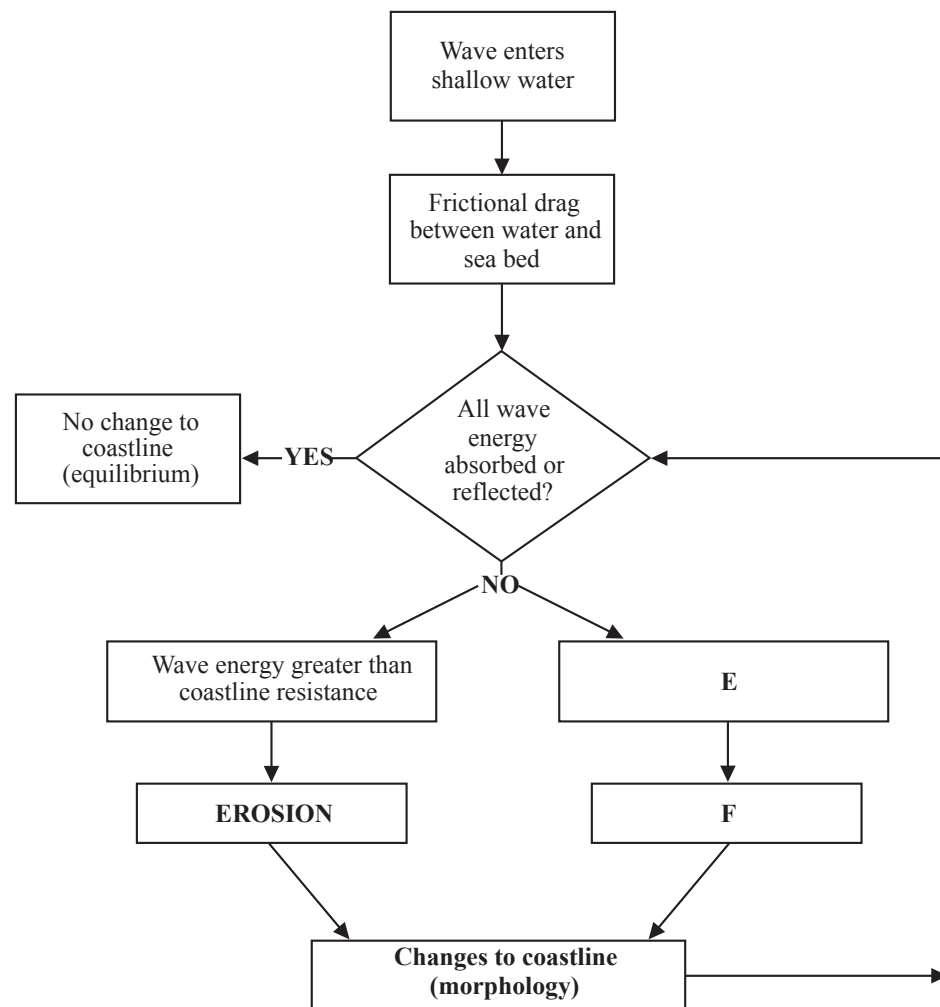 Wave enters
shallow water
Frictional drag
between water and
sea bed
All wave
energy
absorbed or
reflected?
No change to
coastline
(equilibrium)
YES
NO
Wave energy greater than
coastline resistance
E
EROSION
F
Changes to coastline
(morphology)